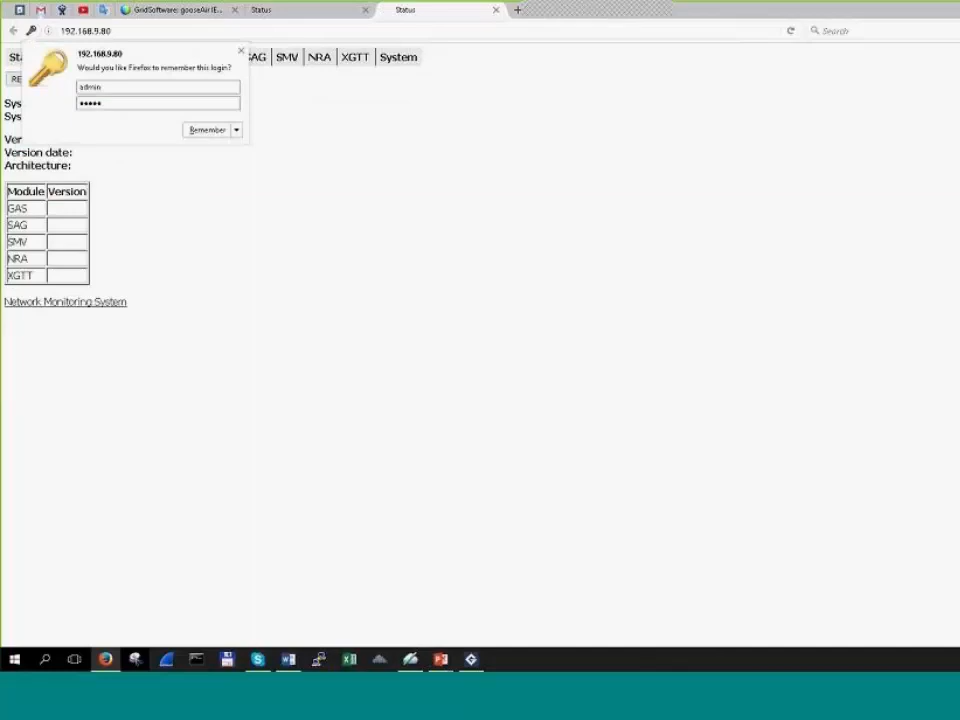 GridSoftware: gooseAir IE...
Status
Status
192.168.9.80
Search
192.168.9.80
Would you like Firefox to remember this login?
admin
Remember
SMV NRA XGTT System
Version date:
Architecture:
Module Version
GAS
SAG
SMV
NRA
XGTT
Network Monitoring System